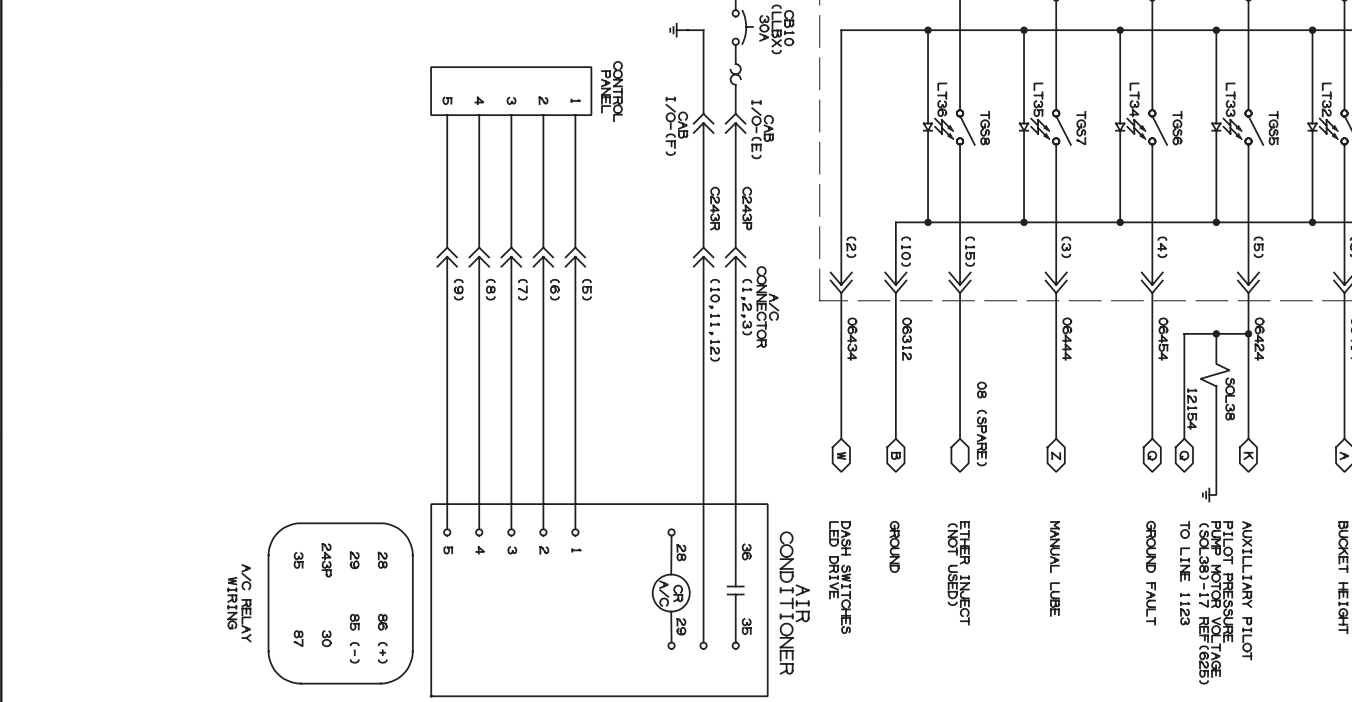 LT32
A
BUCKET HEIGHT
TGS5
LT33
(5)
06424
K
AUXILLIARY PILOT
PILOT PRESSURE
PUMP MOTOR VOLTAGE
(SOL38)-17 REF(625)
SOL38
12154
Q
TO LINE 1123
TGS6
LT34
(4)
06454
Q
GROUND FAULT
TGS7
LT35
(3)
06444
Z
MANUAL LUBE
TGS8
LT36
(15)
08 (SPARE)
ETHER INJECT
(NOT USED)
(10)
06312
B
GROUND
(2)
06434
W
DASH SWITCHES
LED DRIVE
CB10
(LLBX)
30A
CAB
I/O-(E)
C243P
A/C
CONNECTOR
(1,2,3)
CAB
I/O-(F)
C243R
(10,11,12)
AIR
CONDITIONER
36
35
28
CR
A/C
29
CONTROL
PANEL
1
(5)
1
2
(6)
2
3
(7)
3
4
(8)
4
5
(9)
5
28 86 (+)
29 85 (-)
243P 30
35 87
A/C RELAY
WIRING